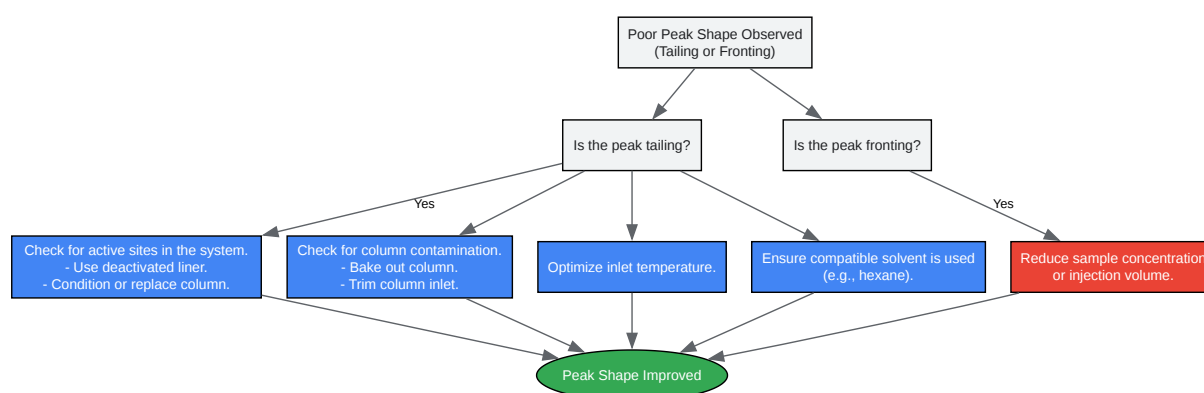 Poor Peak Shape Observed
(Tailing or Fronting)
Is the peak tailing?
Is the peak fronting?
Yes
Yes
Check for active sites in the system.
- Use deactivated liner.
- Condition or replace column.
Check for column contamination.
- Bake out column.
- Trim column inlet.
Optimize inlet temperature.
Ensure compatible solvent is used
(e.g., hexane).
Reduce sample concentration
or injection volume.
Peak Shape Improved